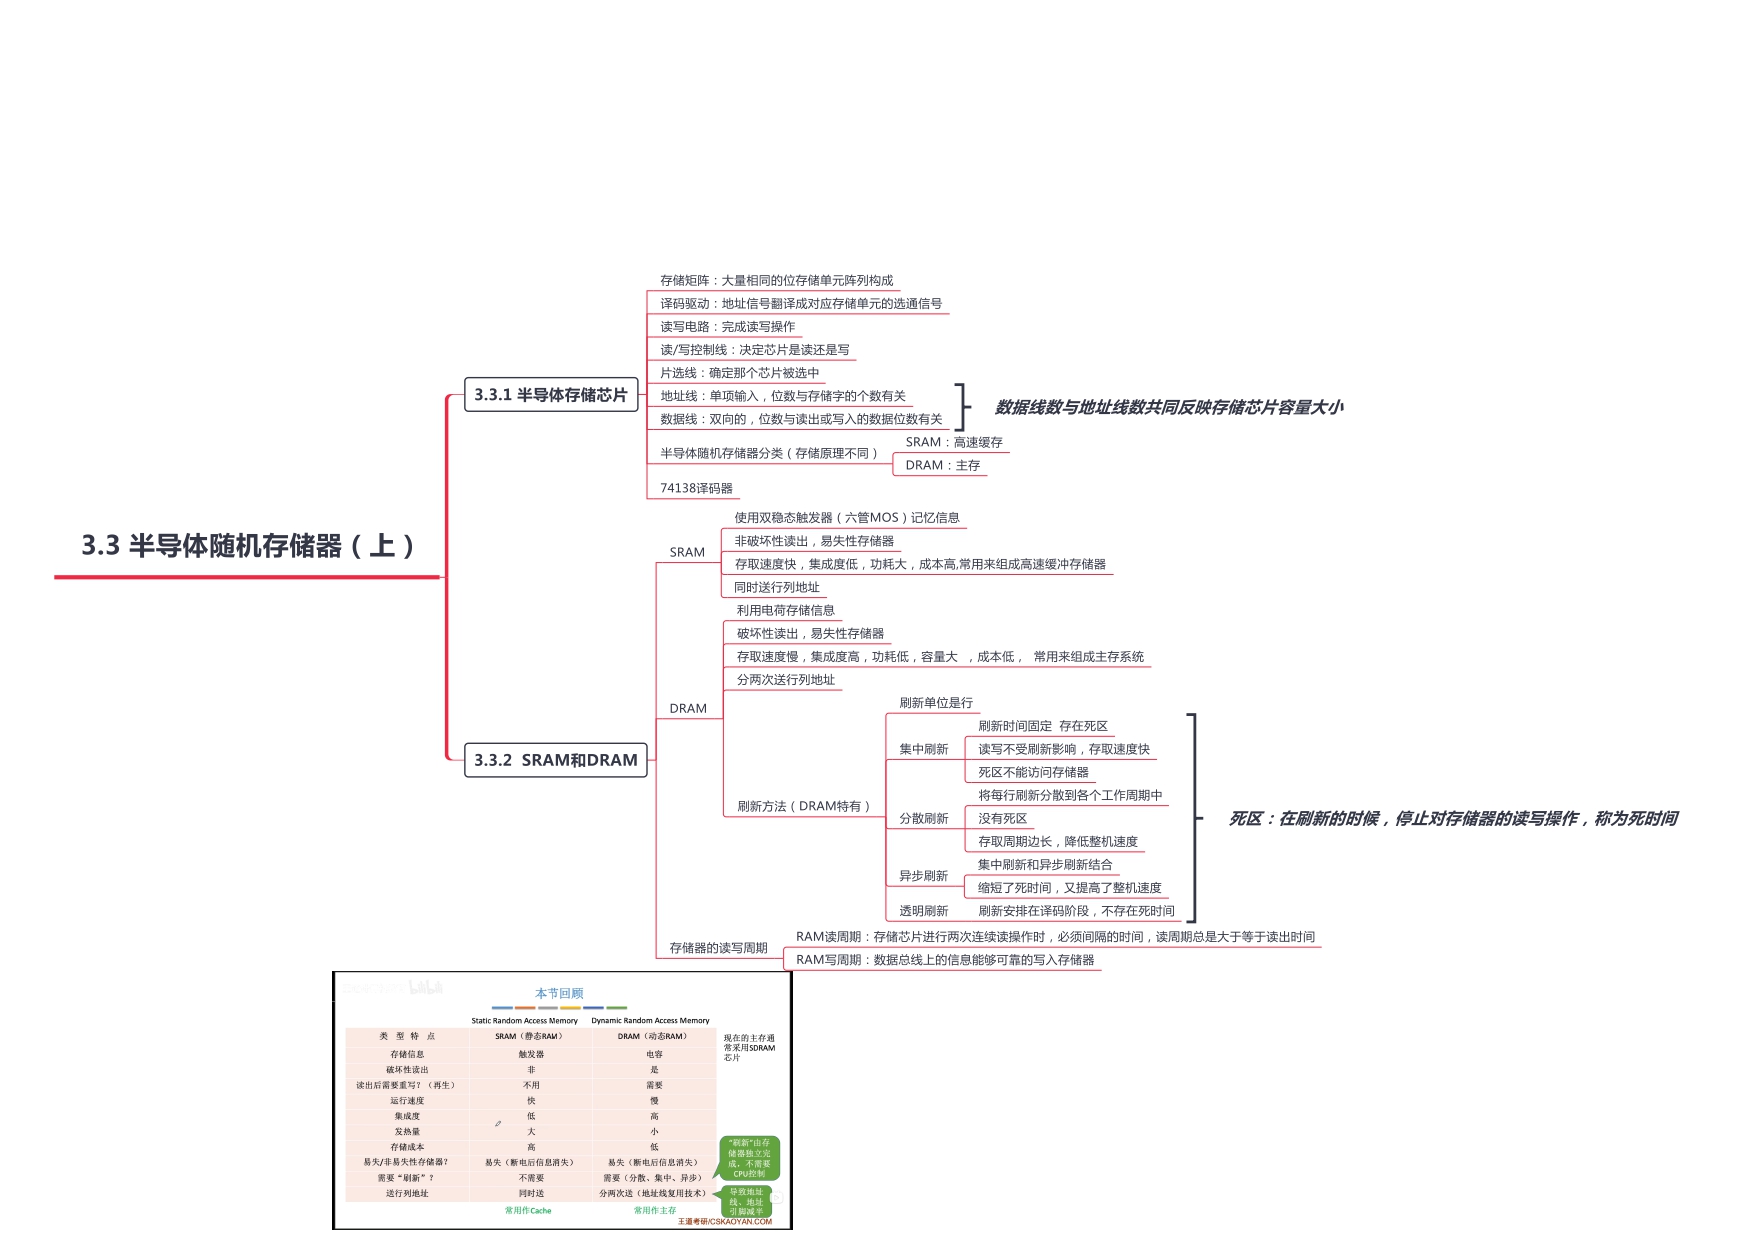 3.3 半导体随机存储器（上）
3.3.1 半导体存储芯片
存储矩阵：大量相同的位存储单元阵列构成
译码驱动：地址信号翻译成对应存储单元的选通信号
读写电路：完成读写操作
读/写控制线：决定芯片是读还是写
片选线：确定那个芯片被选中
地址线：单项输入，位数与存储字的个数有关
数据线：双向的，位数与读出或写入的数据位数有关
数据线数与地址线数共同反映存储芯片容量大小
半导体随机存储器分类（存储原理不同）
SRAM：高速缓存
DRAM：主存
74138译码器
3.3.2 SRAM和DRAM
SRAM
使用双稳态触发器（六管MOS）记忆信息
非破坏性读出，易失性存储器
存取速度快，集成度低，功耗大，成本高,常用来组成高速缓冲存储器
同时送行列地址
DRAM
利用电荷存储信息
破坏性读出，易失性存储器
存取速度慢，集成度高，功耗低，容量大 ，成本低， 常用来组成主存系统
分两次送行列地址
刷新方法（DRAM特有）
刷新单位是行
集中刷新
刷新时间固定 存在死区
读写不受刷新影响，存取速度快
死区不能访问存储器
分散刷新
将每行刷新分散到各个工作周期中
没有死区
存取周期边长，降低整机速度
异步刷新
集中刷新和异步刷新结合
缩短了死时间，又提高了整机速度
透明刷新
刷新安排在译码阶段，不存在死时间
死区：在刷新的时候，停止对存储器的读写操作，称为死时间
存储器的读写周期
RAM读周期：存储芯片进行两次连续读操作时，必须间隔的时间，读周期总是大于等于读出时间
RAM写周期：数据总线上的信息能够可靠的写入存储器
bilibili
本节回顾
Static Random Access Memory Dynamic Random Access Memory
类 型 特 点 SRAM（静态RAM） DRAM（动态RAM）
存储信息 触发器 电容
破坏性读出 非 是
读出后需要重写？（再生） 不用 需要
运行速度 快 慢
集成度 低 高
发热量 大 小
存储成本 高 低
易失/非易失性存储器？ 易失（断电后信息消失） 易失（断电后信息消失）
需要“刷新”？ 不需要 需要（分散、集中、异步）
送行列地址 同时送 分两次送（地址线复用技术）
常用作Cache 常用作主存
现在的主存通
常采用SDRAM
芯片
“刷新”由存
储器独立完
成，不需要
CPU控制
导致地址
线、地址
引脚减半
王道考研/CSKAOYAN.COM